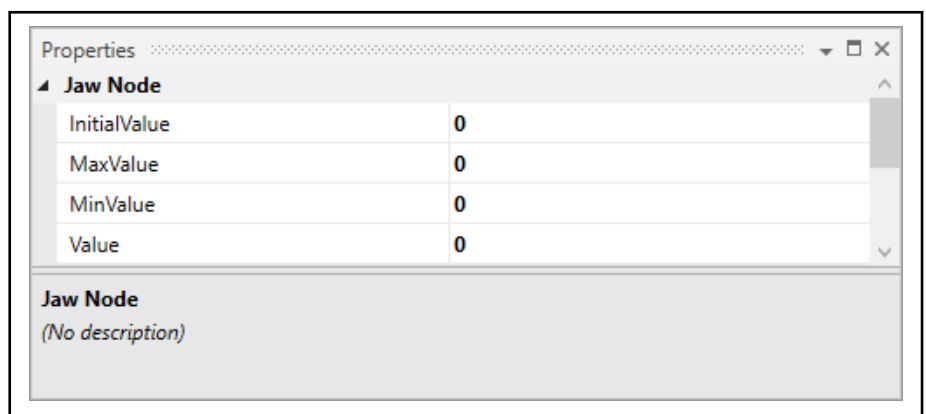 Properties
Jaw Node
InitialValue 0
MaxValue 0
MinValue 0
Value 0
Jaw Node
(No description)